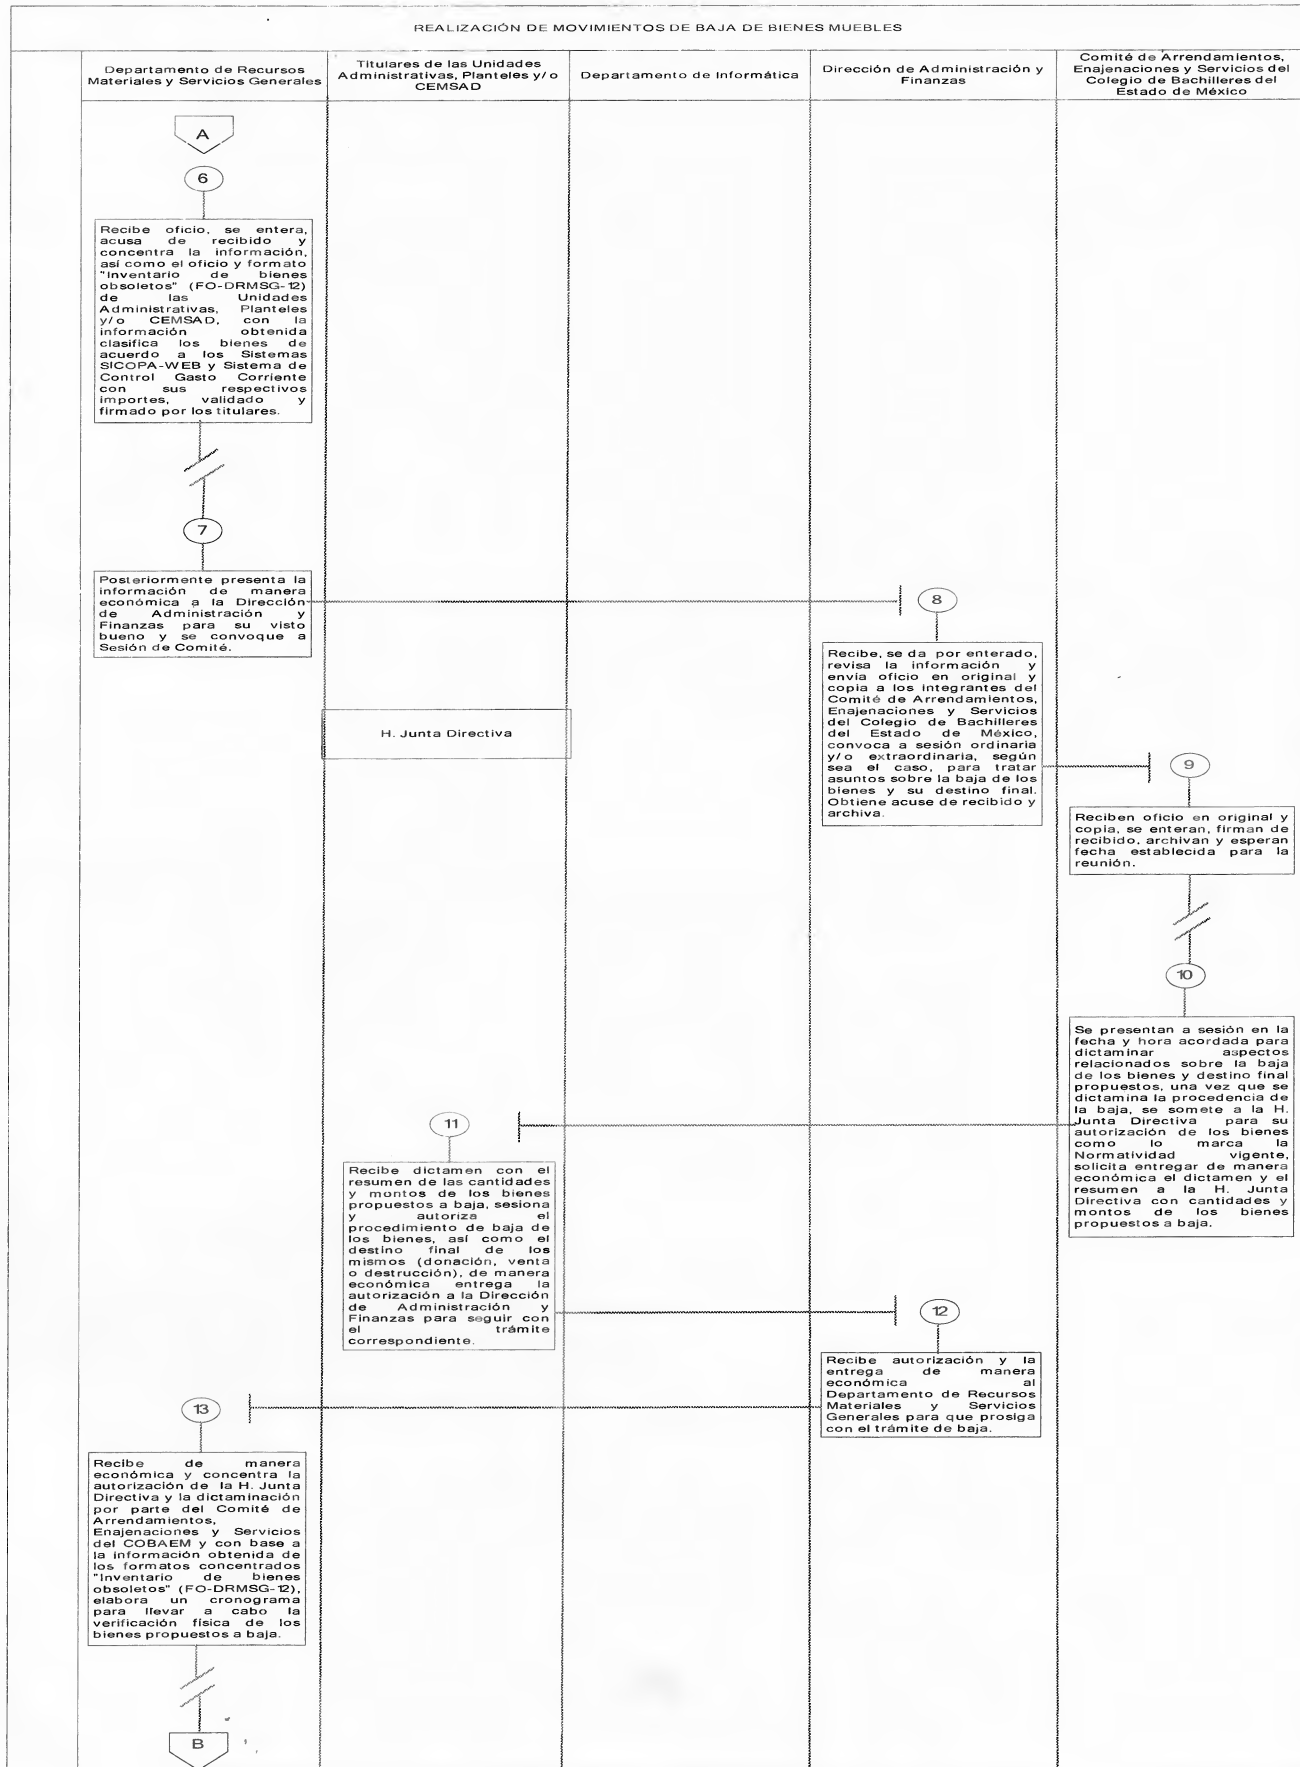 REALIZACIÓN DE MOVIMIENTOS DE BAJA DE BIENES MUEBLES
Departamento de Recursos
Materiales y Servicios Generales
Titulares de las Unidades
Administrativas, Planteles y/o
CEMSAD
Departamento de Informática
Dirección de Administración y
Finanzas
Comité de Arrendamientos,
Enajenaciones y Servicios del
Colegio de Bachilleres del
Estado de México
A
6
Recibe oficio, se entera,
acusa de recibido y
concentra la información,
así como el oficio y formato
"Inventario de bienes
obsoletos" (FO-DRMSG-12)
de las Unidades
Administrativas, Planteles
y/o CEMSAD, con la
información obtenida
clasifica los bienes de
acuerdo a los Sistemas
SICOPA-WEB y Sistema de
Control Gasto Corriente
con sus respectivos
importes, validado y
firmado por los titulares.
7
Posteriormente presenta la
información de manera
económica a la Dirección
de Administración y
Finanzas para su visto
bueno y se convoque a
Sesión de Comité.
8
Recibe, se da por enterado,
revisa la información y
envía oficio en original y
copia a los integrantes del
Comité de Arrendamientos,
Enajenaciones y Servicios
del Colegio de Bachilleres
del Estado de México,
convoca a sesión ordinaria
y/o extraordinaria, según
sea el caso, para tratar
asuntos sobre la baja de los
bienes y su destino final.
Obtiene acuse de recibido y
archiva.
H. Junta Directiva
9
Reciben oficio en original y
copia, se enteran, firman de
recibido, archivan y esperan
fecha establecida para la
reunión.
10
Se presentan a sesión en la
fecha y hora acordada para
dictaminar aspectos
relacionados sobre la baja
de los bienes y destino final
propuestos, una vez que se
dictamina la procedencia de
la baja, se somete a la H.
Junta Directiva para su
autorización de los bienes
como lo marca la
Normatividad vigente,
solicita entregar de manera
económica el dictamen y el
resumen a la H. Junta
Directiva con cantidades y
montos de los bienes
propuestos a baja.
11
Recibe dictamen con el
resumen de las cantidades
y montos de los bienes
propuestos a baja, sesiona
y autoriza el
procedimiento de baja de
los bienes, así como el
destino final de los
mismos (donación, venta
o destrucción), de manera
económica entrega la
autorización a la Dirección
de Administración y
Finanzas para seguir con
el trámite
correspondiente.
12
Recibe autorización y la
entrega de manera
económica al
Departamento de Recursos
Materiales y Servicios
Generales para que prosiga
con el trámite de baja.
13
Recibe de manera
económica y concentra la
autorización de la H. Junta
Directiva y la dictaminación
por parte del Comité de
Arrendamientos,
Enajenaciones y Servicios
del COBAEM y con base a
la información obtenida de
los formatos concentrados
"Inventario de bienes
obsoletos" (FO-DRMSG-12),
elabora un cronograma
para llevar a cabo la
verificación física de los
bienes propuestos a baja.
B